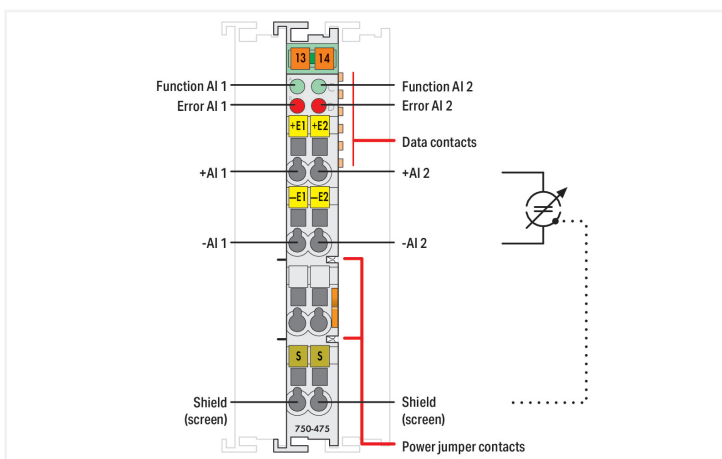 13 14
Function AI 1
C
Function AI 2
Error AI 1
D
Error AI 2
+E1 +E2
Data contacts
+AI 1
+AI 2
—E1 —E2
-AI 1
-AI 2
S S
Shield
(screen)
Shield
(screen)
750-475
Power jumper contacts